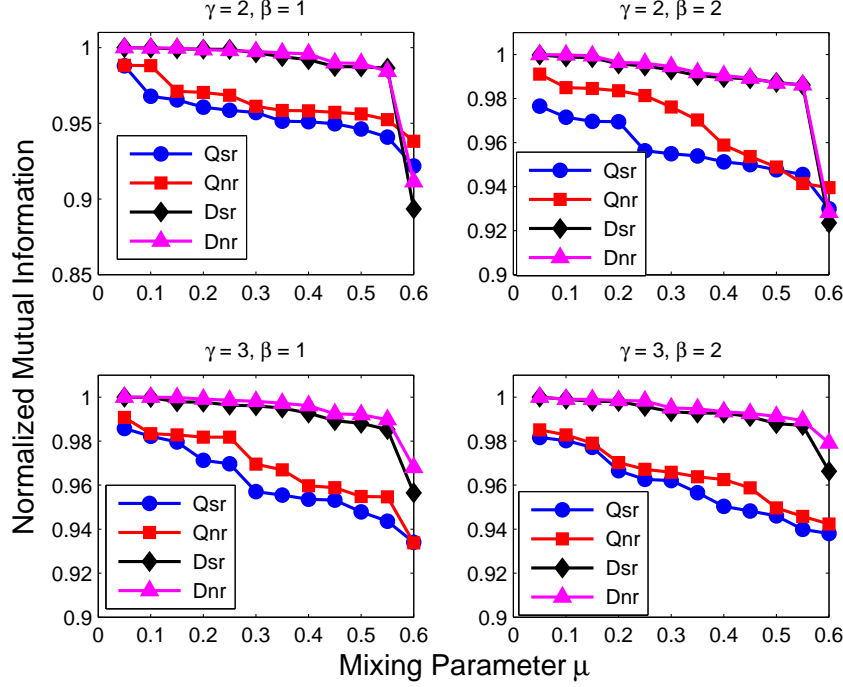 γ = 2, β = 1
γ = 2, β = 2
Normalized Mutual Information
1
0.95
0.9
0.85
0 0.1 0.2 0.3 0.4 0.5 0.6
Qsr
Qnr
Dsr
Dnr
1
0.98
0.96
0.94
0.92
0.9
0 0.1 0.2 0.3 0.4 0.5 0.6
Qsr
Qnr
Dsr
Dnr
γ = 3, β = 1
γ = 3, β = 2
1
0.98
0.96
0.94
0.92
0.9
0 0.1 0.2 0.3 0.4 0.5 0.6
Qsr
Qnr
Dsr
Dnr
1
0.98
0.96
0.94
0.92
0.9
0 0.1 0.2 0.3 0.4 0.5 0.6
Qsr
Qnr
Dsr
Dnr
Mixing Parameter μ